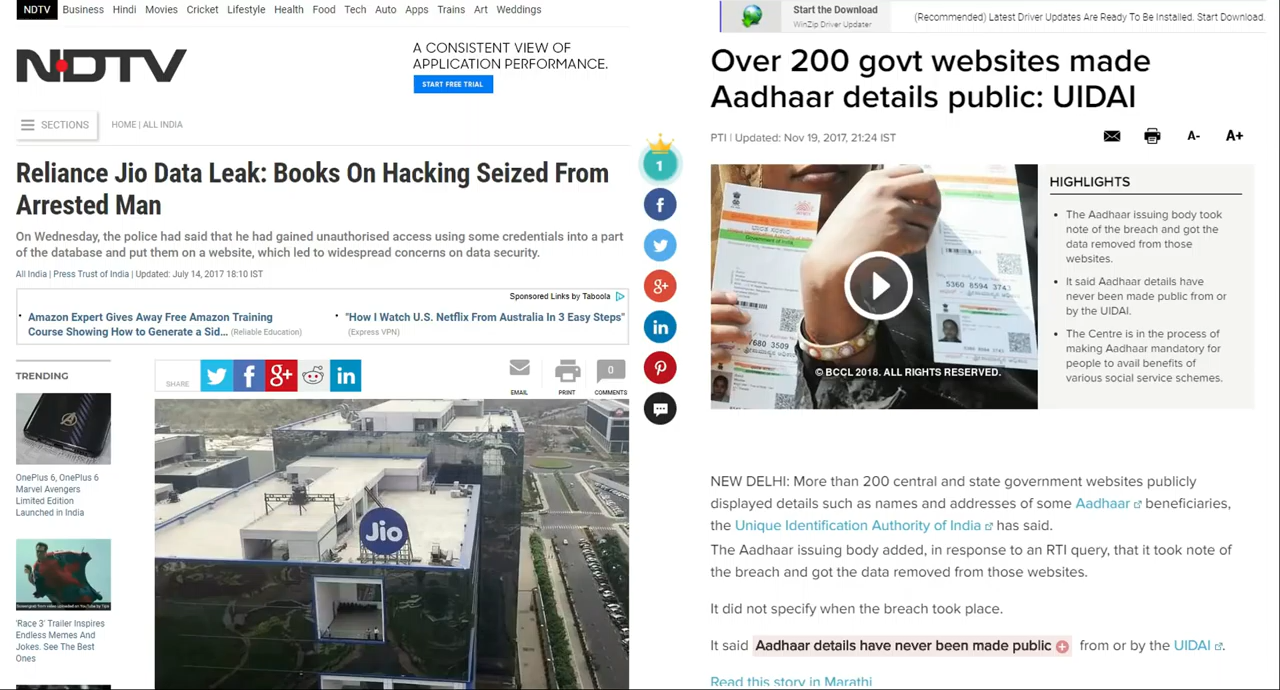 NDTV Business Hindi Movies Cricket Lifestyle Health Food Tech Auto Apps Trains Art Weddings
NDTV
A CONSISTENT VIEW OF
APPLICATION PERFORMANCE.
START FREE TRIAL
SECTIONS HOME | ALL INDIA
Reliance Jio Data Leak: Books On Hacking Seized From
Arrested Man
On Wednesday, the police had said that he had gained unauthorised access using some credentials into a part
of the database and put them on a website, which led to widespread concerns on data security.
All India | Press Trust of India | Updated: July 14, 2017 18:10 IST
Sponsored Links by Taboola
Amazon Expert Gives Away Free Amazon Training
Course Showing How to Generate a Sid... (Reliable Education)
"How I Watch U.S. Netflix From Australia In 3 Easy Steps"
(Express VPN)
TRENDING
OnePlus 6, OnePlus 6
Marvel Avengers
Limited Edition
Launched in India
'Race 3' Trailer Inspires
Endless Memes And
Jokes. See The Best
Ones
SHARE
EMAIL
PRINT
0
COMMENTS
Jio
1
Start the Download
WinZip Driver Updater
(Recommended) Latest Driver Updates Are Ready To Be Installed. Start Download.
Over 200 govt websites made
Aadhaar details public: UIDAI
PTI | Updated: Nov 19, 2017, 21:24 IST
A- A+
Government of India
5360 8594 3743
7680 3509
© BCCL 2018. ALL RIGHTS RESERVED.
HIGHLIGHTS
• The Aadhaar issuing body took
note of the breach and got the
data removed from those
websites.
• It said Aadhaar details have
never been made public from or
by the UIDAI.
• The Centre is in the process of
making Aadhaar mandatory for
people to avail benefits of
various social service schemes.
NEW DELHI: More than 200 central and state government websites publicly
displayed details such as names and addresses of some Aadhaar beneficiaries,
the Unique Identification Authority of India has said.
The Aadhaar issuing body added, in response to an RTI query, that it took note of
the breach and got the data removed from those websites.
It did not specify when the breach took place.
It said Aadhaar details have never been made public from or by the UIDAI.
Read this story in Marathi